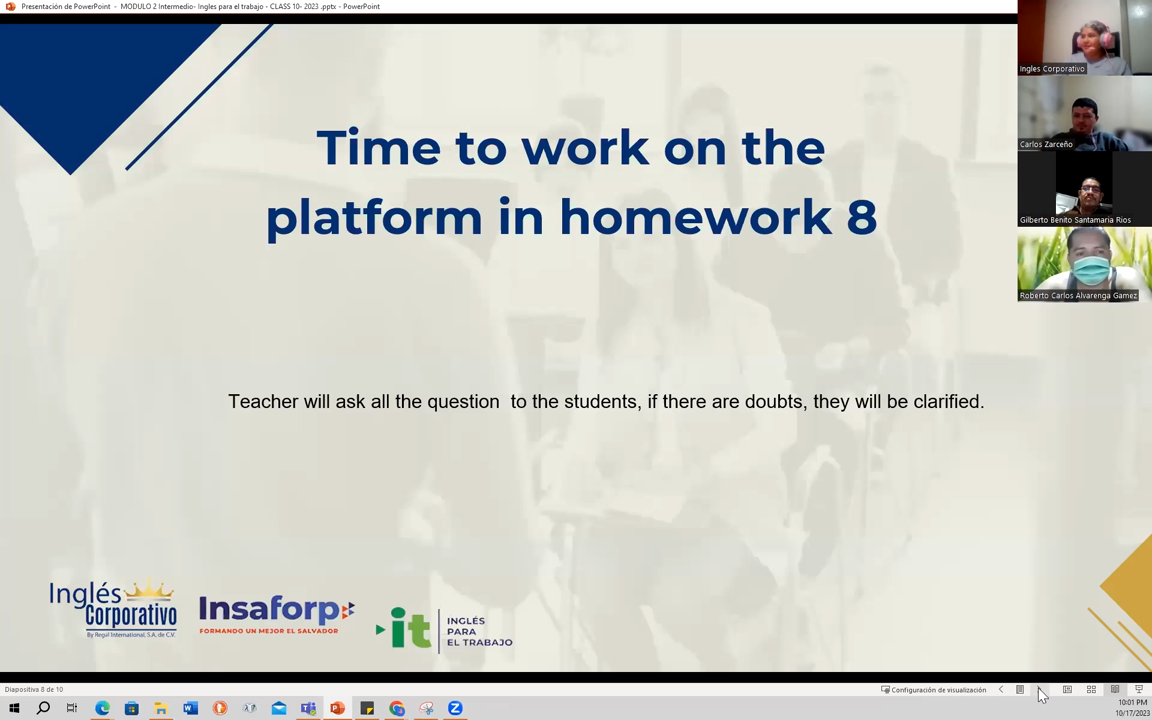 Presentación de PowerPoint - MODULO 2 Intermedio- Ingles para el trabajo - CLASS 10- 2023 .pptx - PowerPoint
Ingles Corporativo
Carlos Zarceño
Gilberto Benito Santamaria Rios
Roberto Carlos Alvarenga Gamez
Time to work on the
platform in homework 8
Teacher will ask all the question  to the students, if there are doubts, they will be clarified.
Inglés
Corporativo
By Regal International, S.A. de C.V.
Insaforp
FORMANDO UN MEJOR EL SALVADOR
it
INGLÉS
PARA
EL TRABAJO
Diapositiva 8 de 10
Configuración de visualización
10:01 PM
10/17/2023